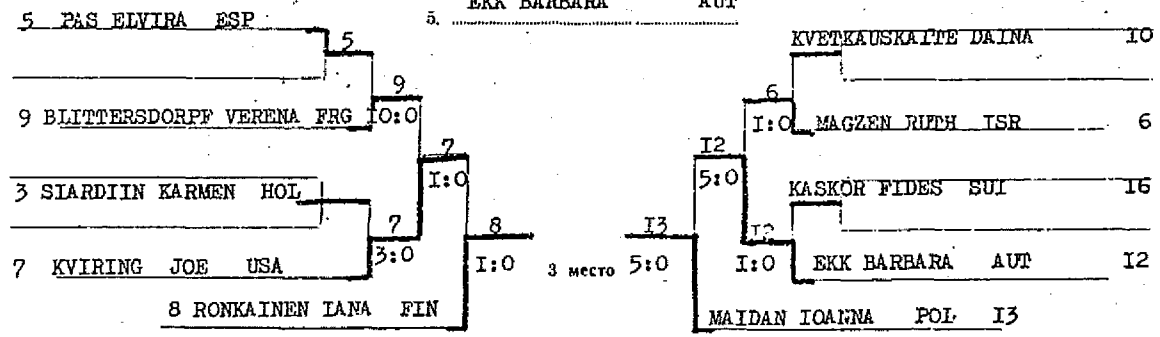 EKK BARBARA AUT
5.
5 PAS ELVIRA ESP
5
KVETKAUSKAITE DAINA IO
9
6
9 BLITTERSDORPF VERENA FRG IO:0
I:0 MAGZEN RUTH ISR 6
7
I:0
I2
5:0
3 SIARDIIN KARMEN HOL
KASKOR FIDES SUI I6
7
3:0
8
I:0
3 место
I3
5:0
I2
I:0
7 KVIRING JOE USA
EKK BARBARA AUT I2
8 RONKAINEN IANA FIN
MAIDAN IOANNA POL I3